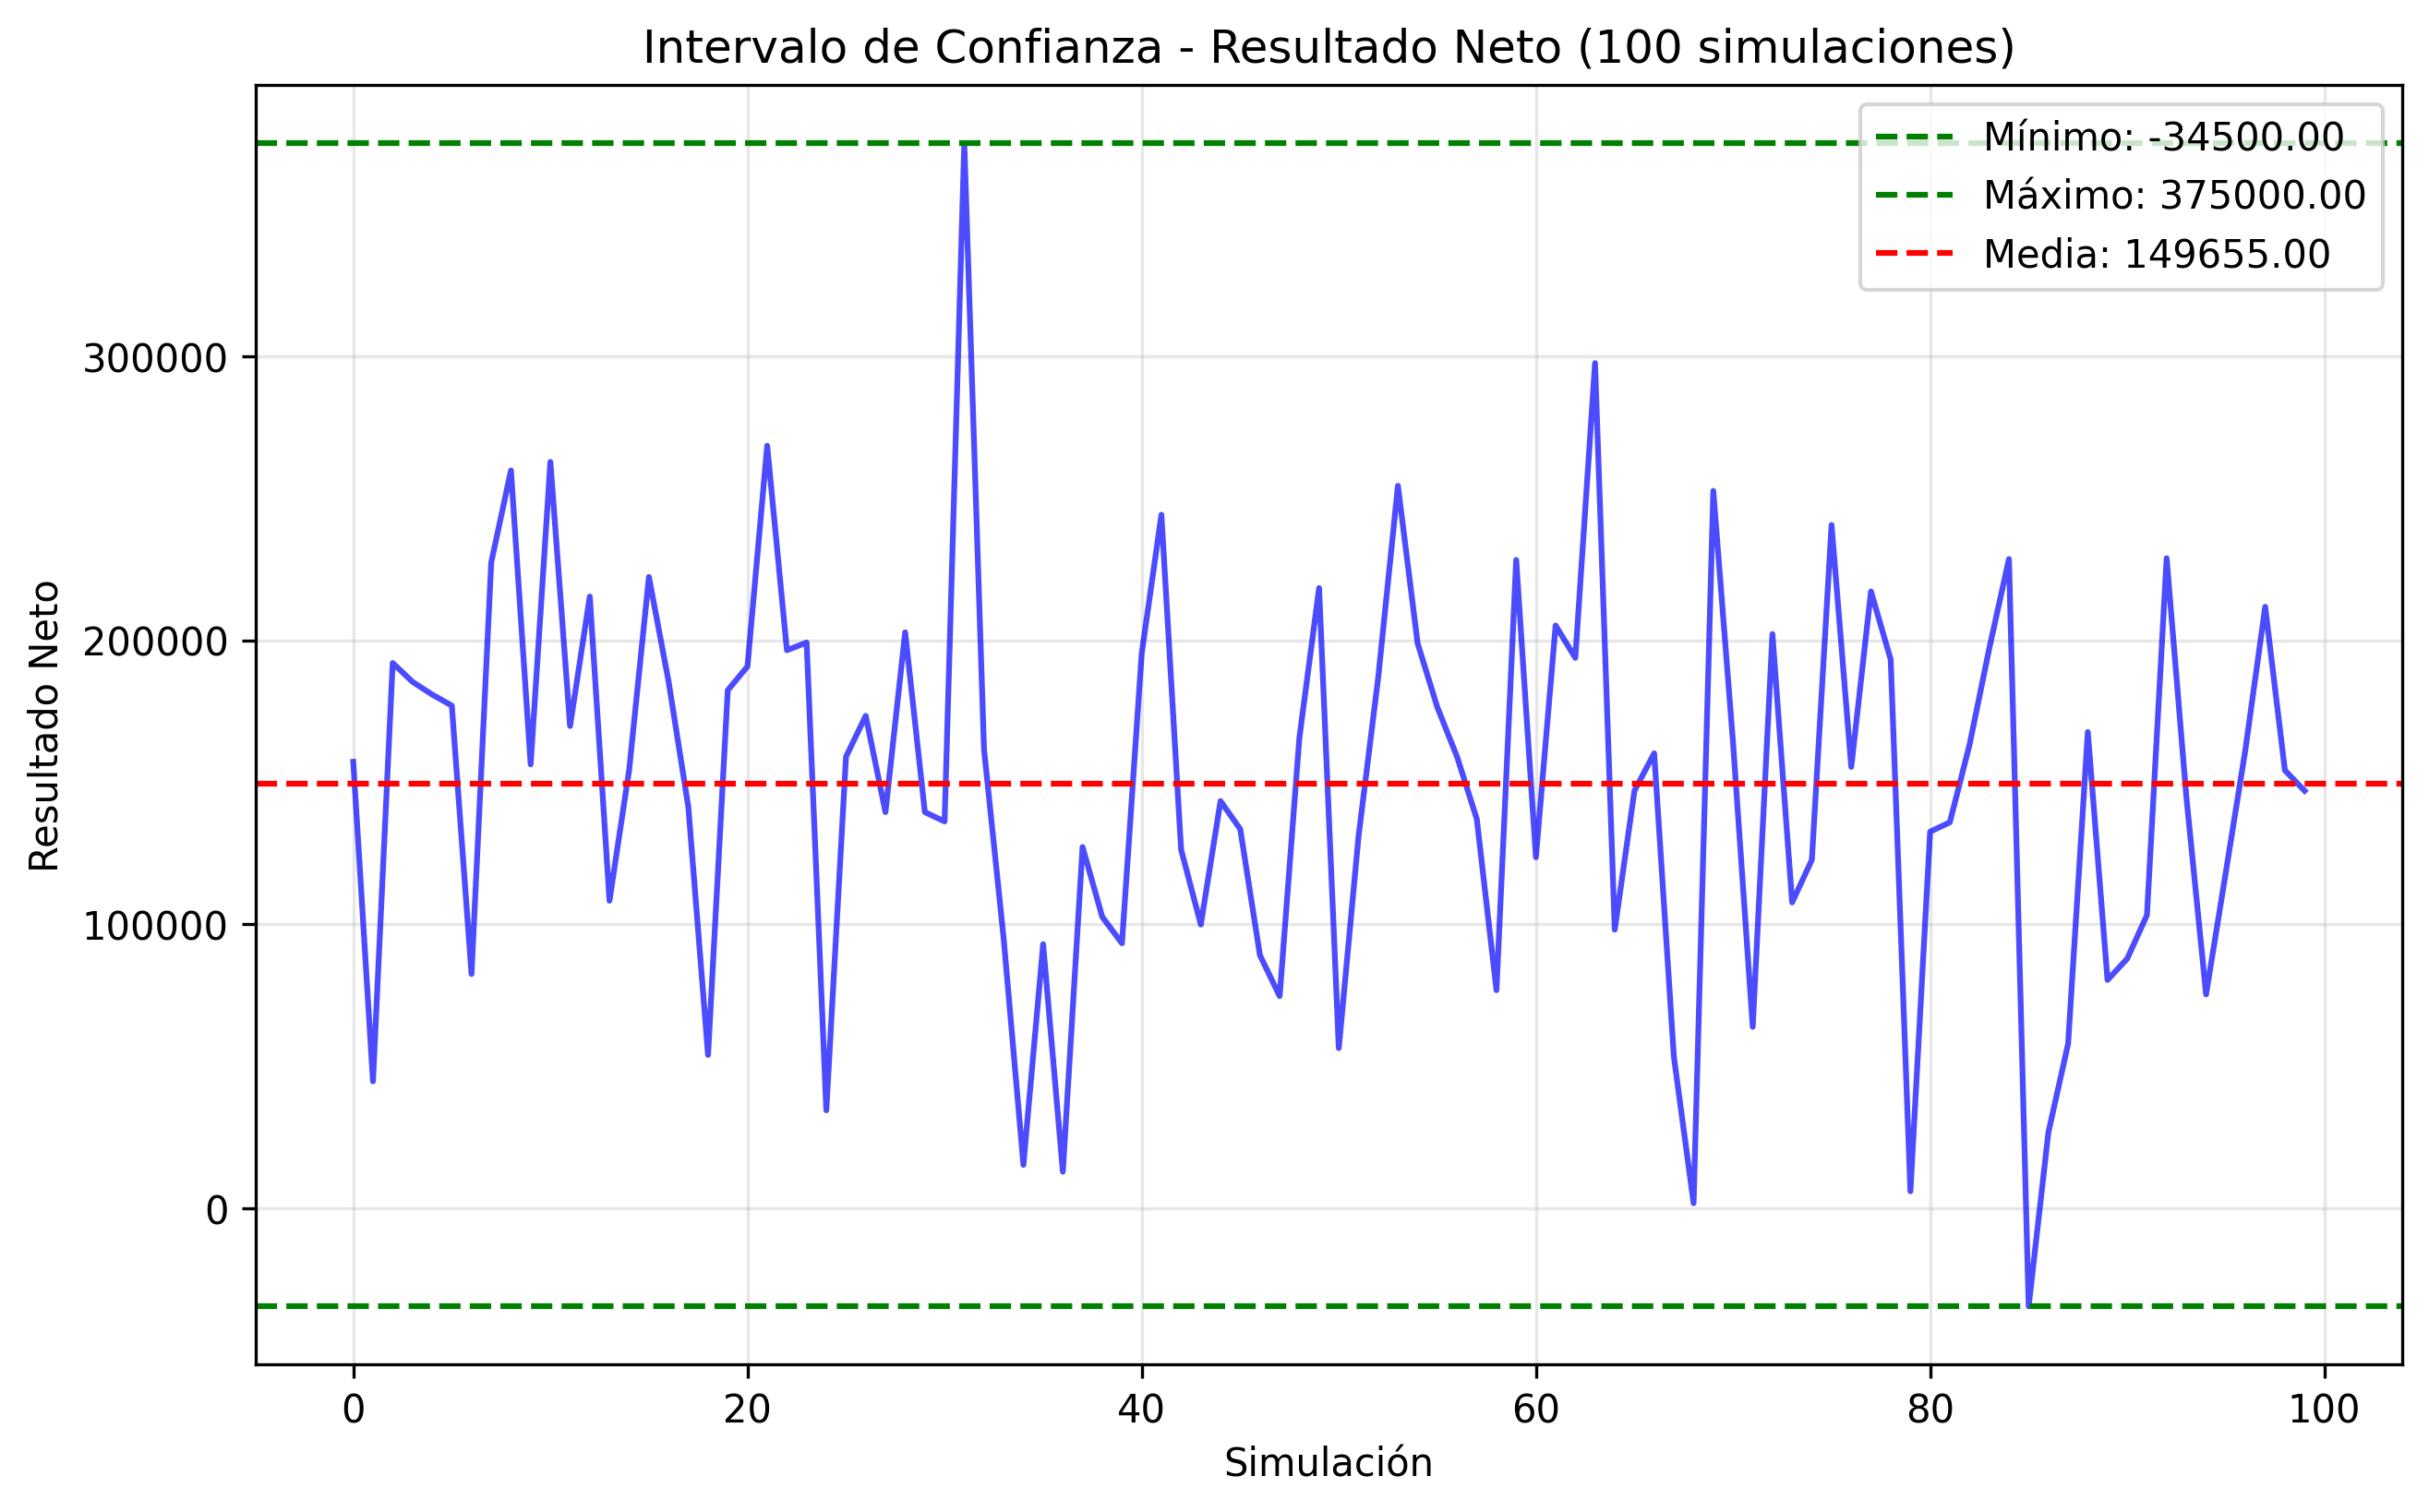 Intervalo de Confianza - Resultado Neto (100 simulaciones)
Mínimo: -34500.00
Máximo: 375000.00
Media: 149655.00
300000
200000
100000
0
Resultado Neto
0 20 40 60 80 100
Simulación